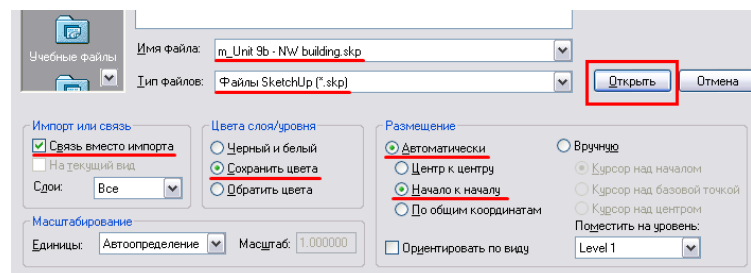 Учебные файлы
Имя файла: m_Unit 9b - NW building.skp
Тип файлов: Файлы SketchUp (*.skp)
Открыть Отмена
Импорт или связь
Связь вместо импорта
На текущий вид
Слои: Все
Цвета слоя/уровня
Черный и белый
Сохранить цвета
Обратить цвета
Масштабирование
Единицы: Автоопределение Масштаб: 1.000000
Размещение
Автоматически
Центр к центру
Начало к началу
По общим координатам
Ориентировать по виду
Вручную
Курсор над началом
Курсор над базовой точкой
Курсор над центром
Поместить на уровень:
Level 1